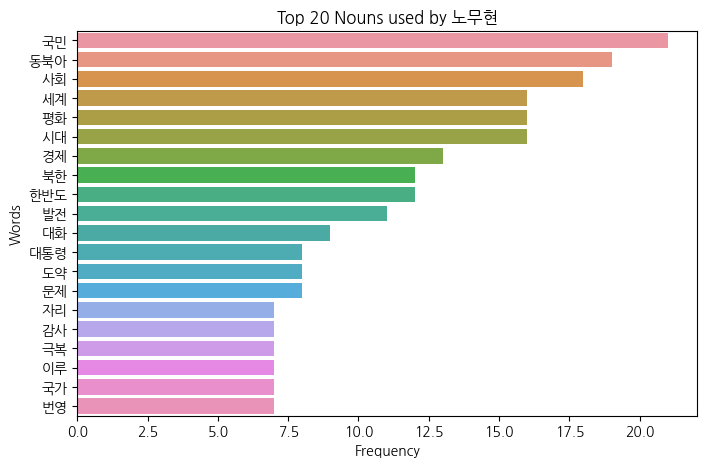 Top 20 Nouns used by 노무현
국민
동북아
사회
세계
평화
시대
경제
북한
한반도
발전
대화
대통령
도약
문제
자리
감사
극복
이루
국가
번영
Words
0.0 2.5 5.0 7.5 10.0 12.5 15.0 17.5 20.0
Frequency